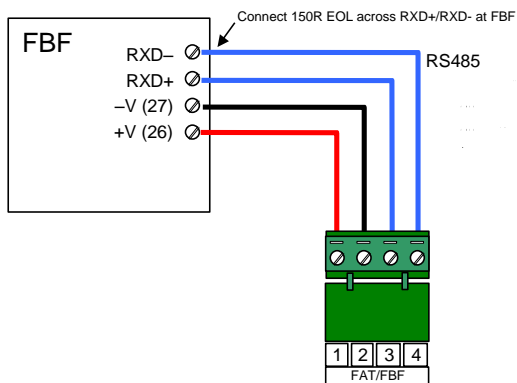 Connect 150R EOL across RXD+/RXD- at FBF
FBF
RXD–
RS485
RXD+
–V (27)
+V (26)
1 2 3 4
FAT/FBF